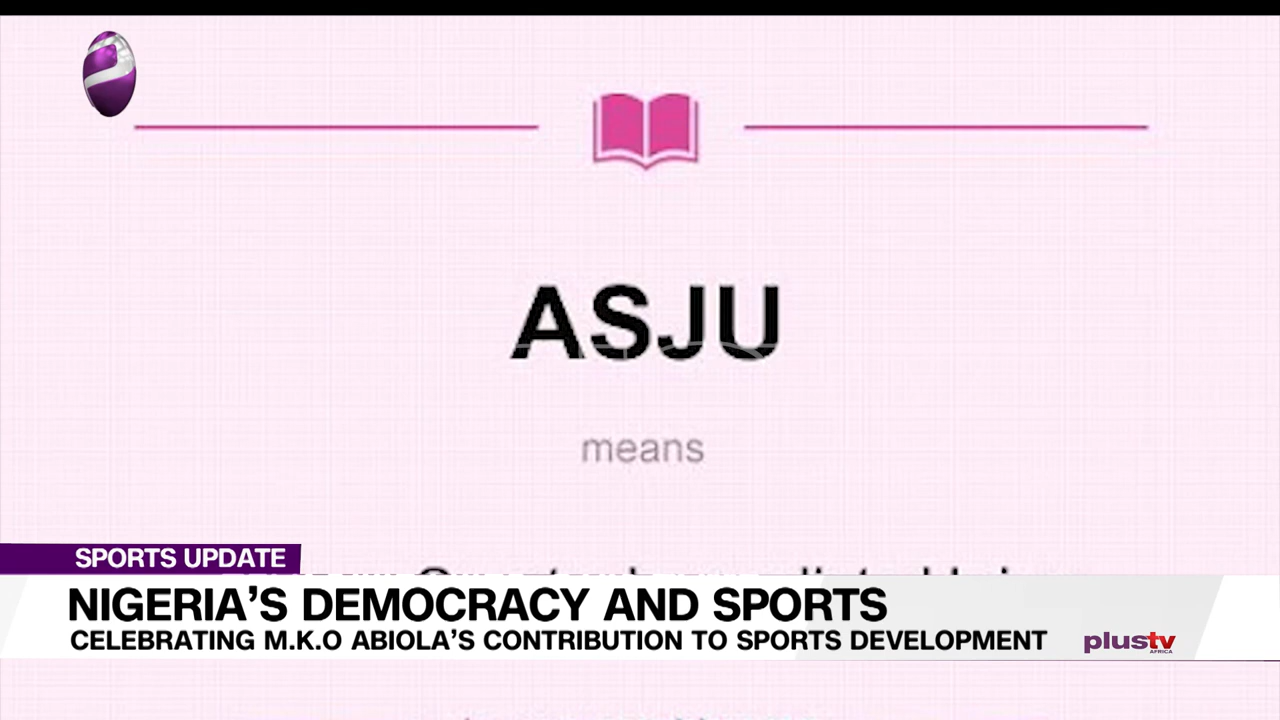 ASJU
means
SPORTS UPDATE
NIGERIA'S DEMOCRACY AND SPORTS
CELEBRATING M.K.O ABIOLA'S CONTRIBUTION TO SPORTS DEVELOPMENT
plustv
AFRICA